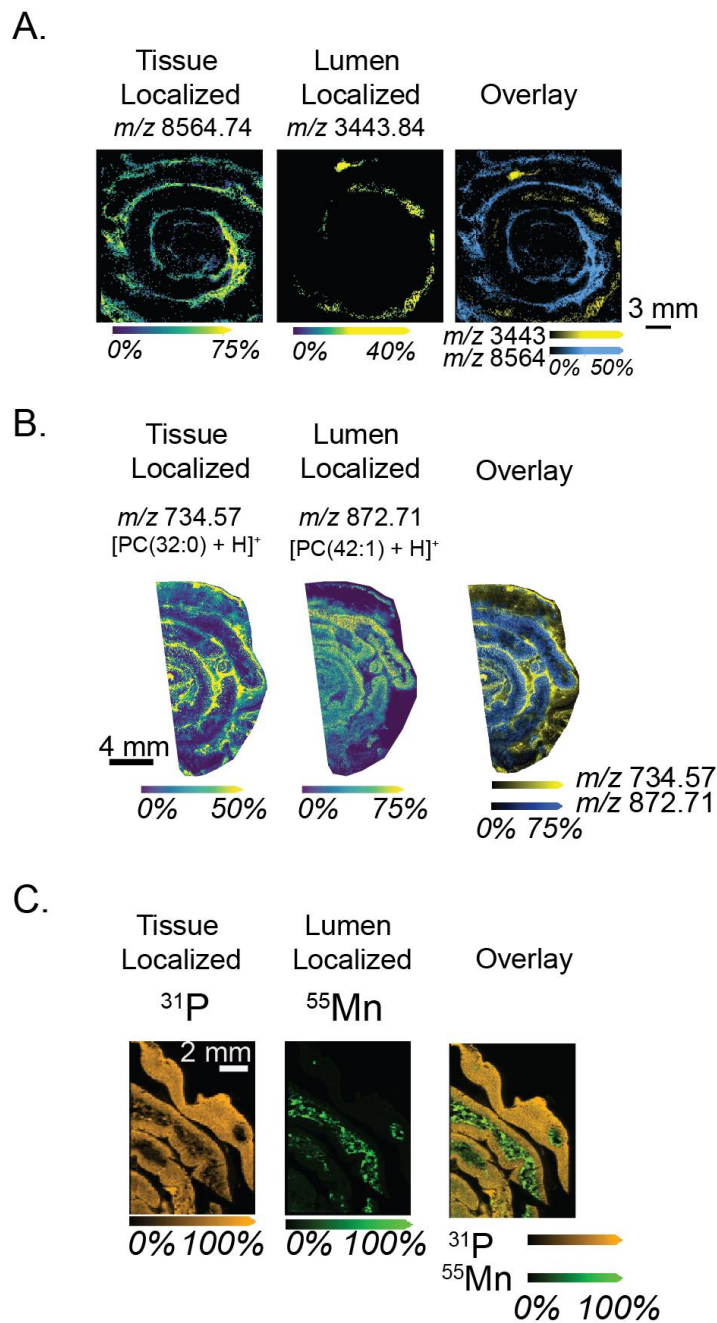 A.
Tissue Localized
m/z 8564.74
Lumen Localized
m/z 3443.84
Overlay
3 mm
0% 75%
0% 40%
m/z 3443
m/z 8564
0% 50%
B.
Tissue Localized
m/z 734.57
[PC(32:0) + H]⁺
Lumen Localized
m/z 872.71
[PC(42:1) + H]⁺
Overlay
4 mm
0% 50%
0% 75%
m/z 734.57
m/z 872.71
0% 75%
C.
Tissue Localized
³¹P
Lumen Localized
⁵⁵Mn
Overlay
2 mm
0% 100%
0% 100%
³¹P
⁵⁵Mn
0% 100%